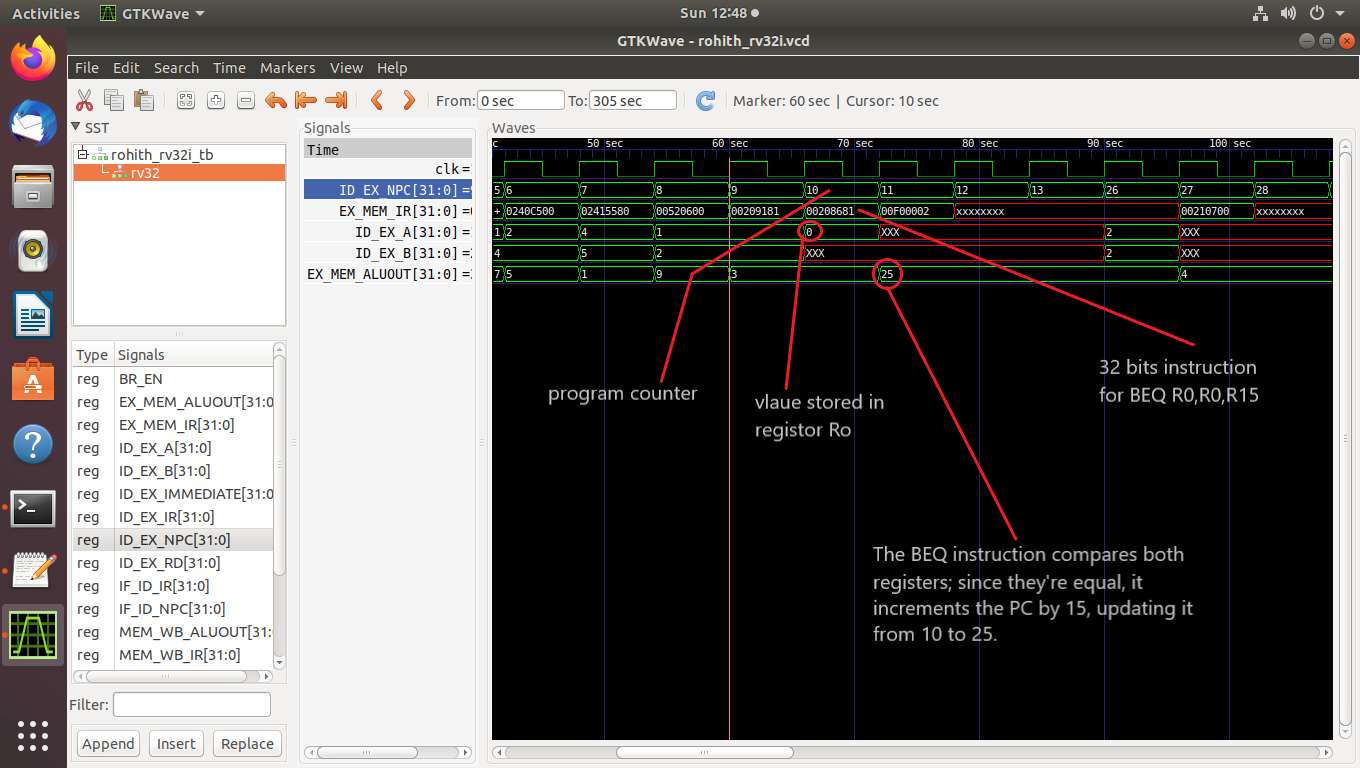 Activities GTKWave Sun 12:48
GTKWave - rohith_rv32i.vcd
File Edit Search Time Markers View Help
From: 0 sec To: 305 sec Marker: 60 sec | Cursor: 10 sec
SST
rohith_rv32i_tb
rv32
Type Signals
reg BR_EN
reg EX_MEM_ALUOUT[31:0
reg EX_MEM_IR[31:0]
reg ID_EX_A[31:0]
reg ID_EX_B[31:0]
reg ID_EX_IMMEDIATE[31:0
reg ID_EX_IR[31:0]
reg ID_EX_NPC[31:0]
reg ID_EX_RD[31:0]
reg IF_ID_IR[31:0]
reg IF_ID_NPC[31:0]
reg MEM_WB_ALUOUT[31:
reg MEM_WB_IR[31:0]
Filter:
Append Insert Replace
Signals
Time
clk =
ID_EX_NPC[31:0] =
EX_MEM_IR[31:0] =
ID_EX_A[31:0] =
ID_EX_B[31:0] =
EX_MEM_ALUOUT[31:0] =
Waves
c 50 sec 60 sec 70 sec 80 sec 90 sec 100 sec
5 6 7 8 9 10 11 12 13 26 27 28
+ 0240C500 02415580 00520600 00209181 00208681 00F00002 xxxxxxxx 00210700 xxxxxxxx
1 2 4 1 0 XXX 2 XXX
4 5 2 XXX 2 XXX
7 5 1 9 3 25 4
program counter
vlaue stored in
registor Ro
32 bits instruction
for BEQ R0,R0,R15
The BEQ instruction compares both
registers; since they're equal, it
increments the PC by 15, updating it
from 10 to 25.